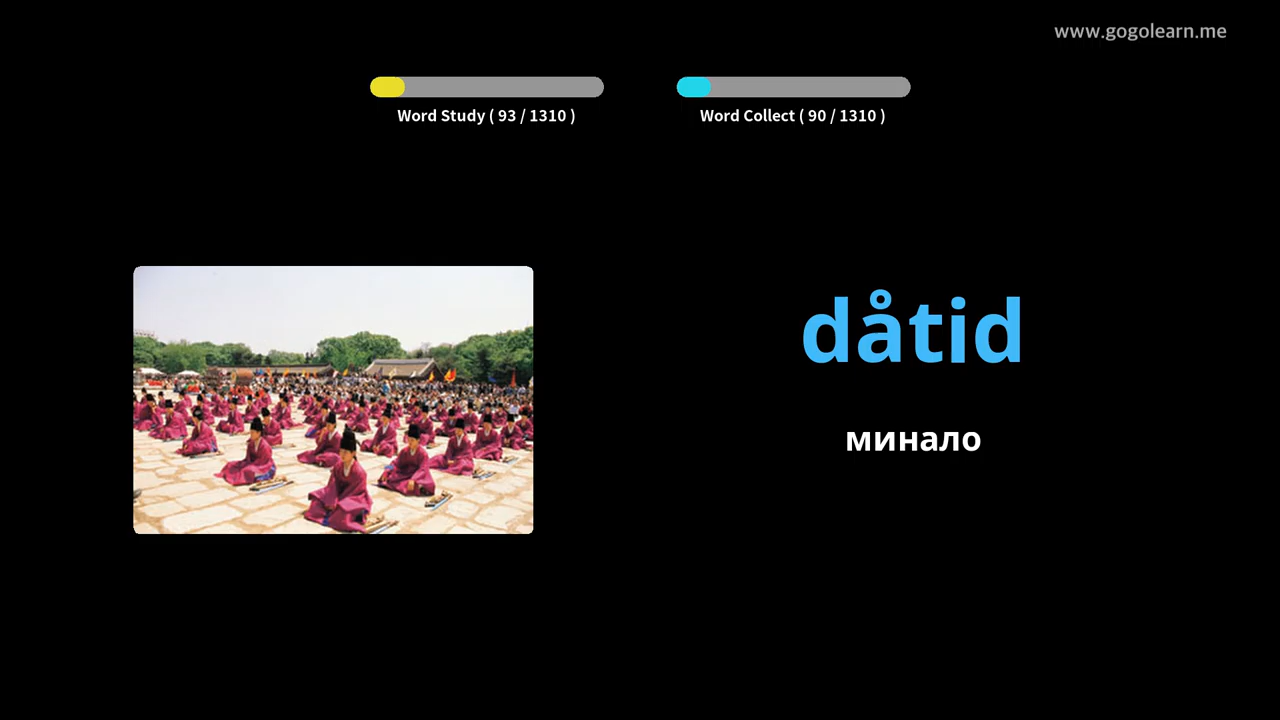 www.gogolearn.me
Word Study ( 93 / 1310 )
Word Collect ( 90 / 1310 )
dåtid
минало